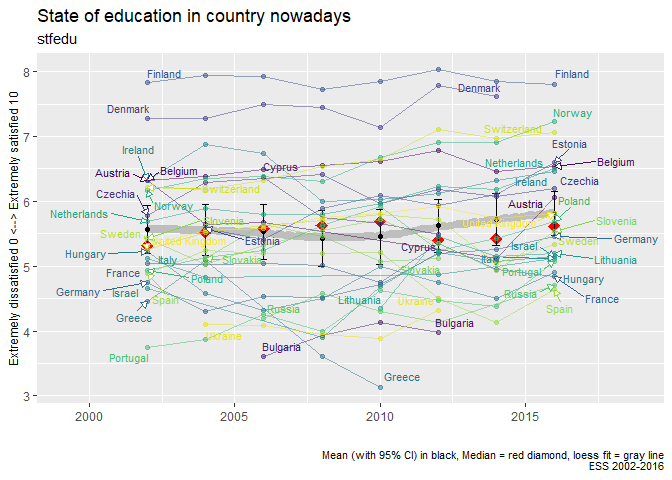 State of education in country nowadays
stfedu
Extremely dissatisfied 0 --> Extremely satisfied 10
8
7
6
5
4
3
Finland
Finland
Denmark
Denmark
Norway
Switzerland
Ireland
Estonia
Netherlands
Belgium
Austria
Belgium
Cyprus
Ireland
Czechia
Switzerland
Czechia
Norway
Austria
Poland
Netherlands
Slovenia
United Kingdom
Slovenia
Sweden
United Kingdom
Estonia
Sweden
Hungary
Cyprus
Israel
Germany
Italy
Slovakia
Italy
Lithuania
France
Poland
Slovakia
Portugal
Hungary
Germany
Israel
Spain
Lithuania
Ukraine
Russia
France
Greece
Russia
Spain
Portugal
Ukraine
Bulgaria
Bulgaria
Greece
2000
2005
2010
2015
Mean (with 95% CI) in black, Median = red diamond, loess fit = gray line
ESS 2002-2016